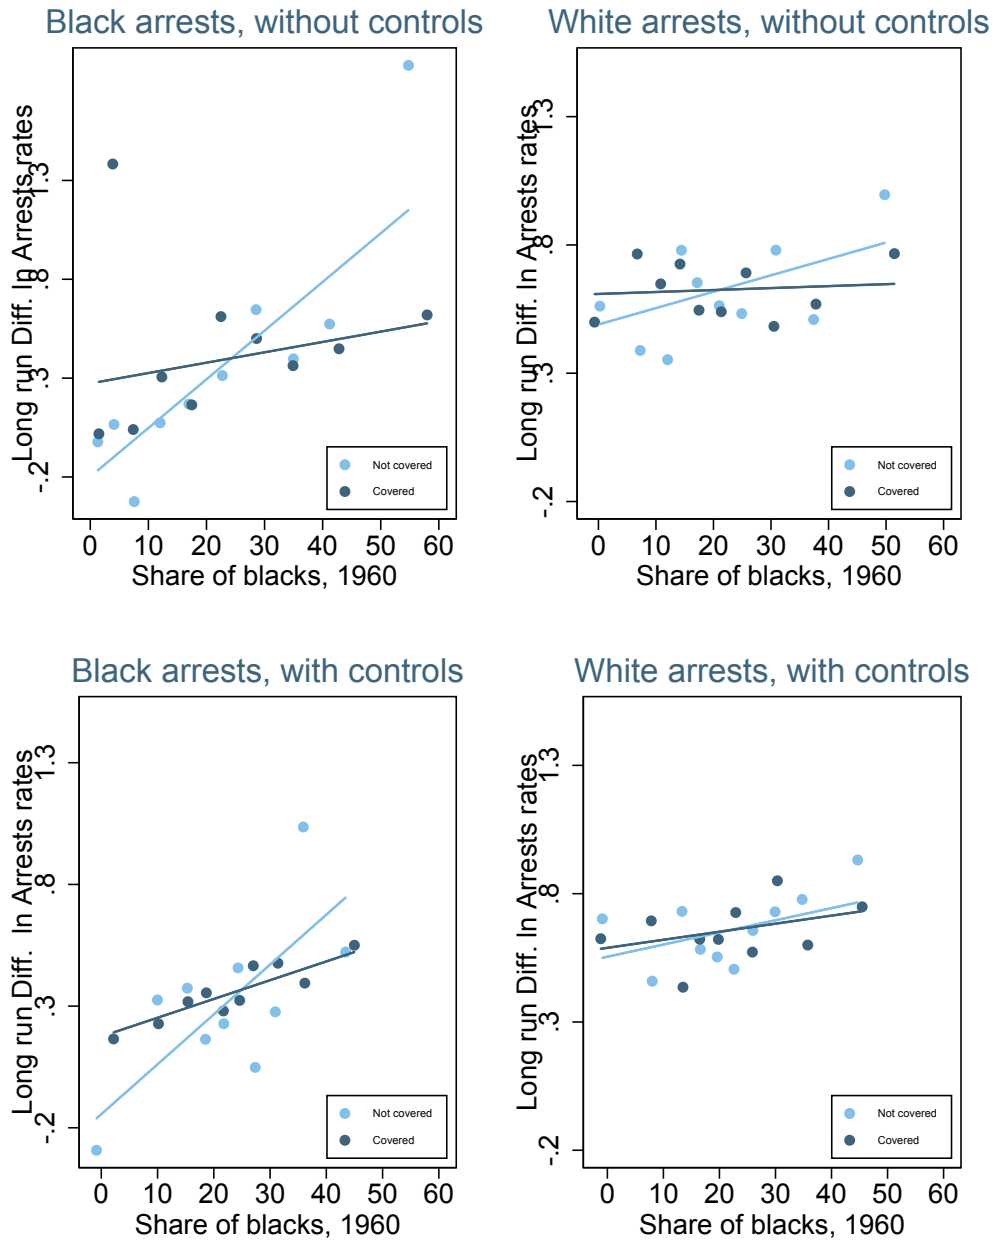 Black arrests, without controls
Long run Diff. In Arrests rates
1.3
.8
.3
-.2
0 10 20 30 40 50 60
Share of blacks, 1960
Not covered
Covered
White arrests, without controls
Long run Diff. In Arrests rates
1.3
.8
.3
-.2
0 10 20 30 40 50 60
Share of blacks, 1960
Not covered
Covered
Black arrests, with controls
Long run Diff. In Arrests rates
1.3
.8
.3
-.2
0 10 20 30 40 50 60
Share of blacks, 1960
Not covered
Covered
White arrests, with controls
Long run Diff. In Arrests rates
1.3
.8
.3
-.2
0 10 20 30 40 50 60
Share of blacks, 1960
Not covered
Covered